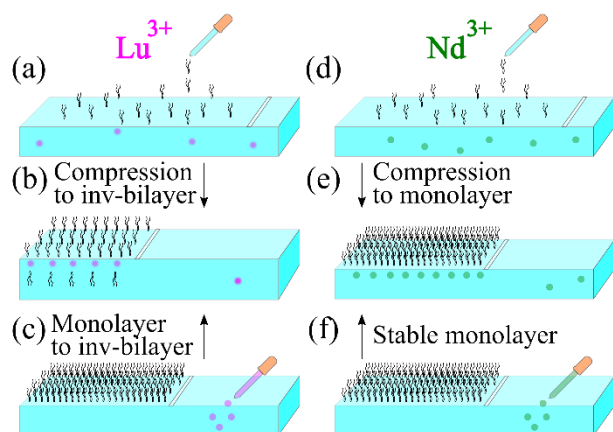 Lu3+
Nd3+
(a)
(d)
(b) Compression to inv-bilayer
(e) Compression to monolayer
(c) Monolayer to inv-bilayer
(f) Stable monolayer